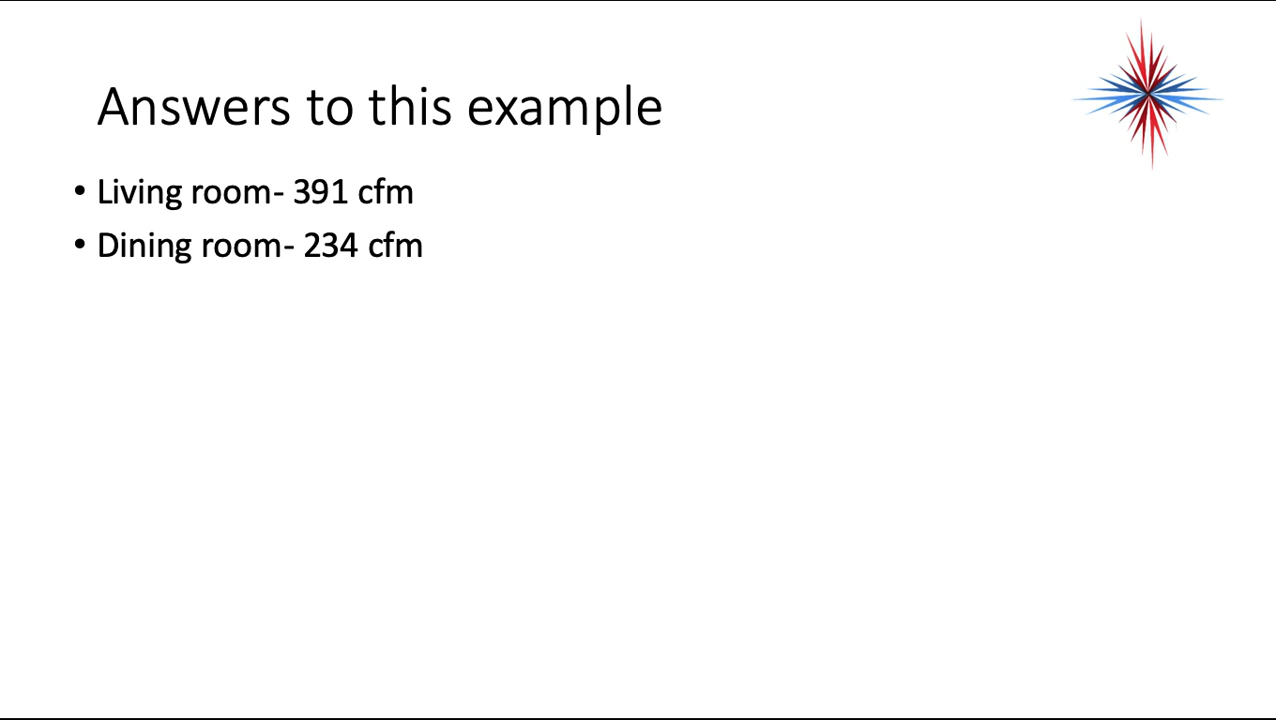 Answers to this example
• Living room- 391 cfm
• Dining room- 234 cfm